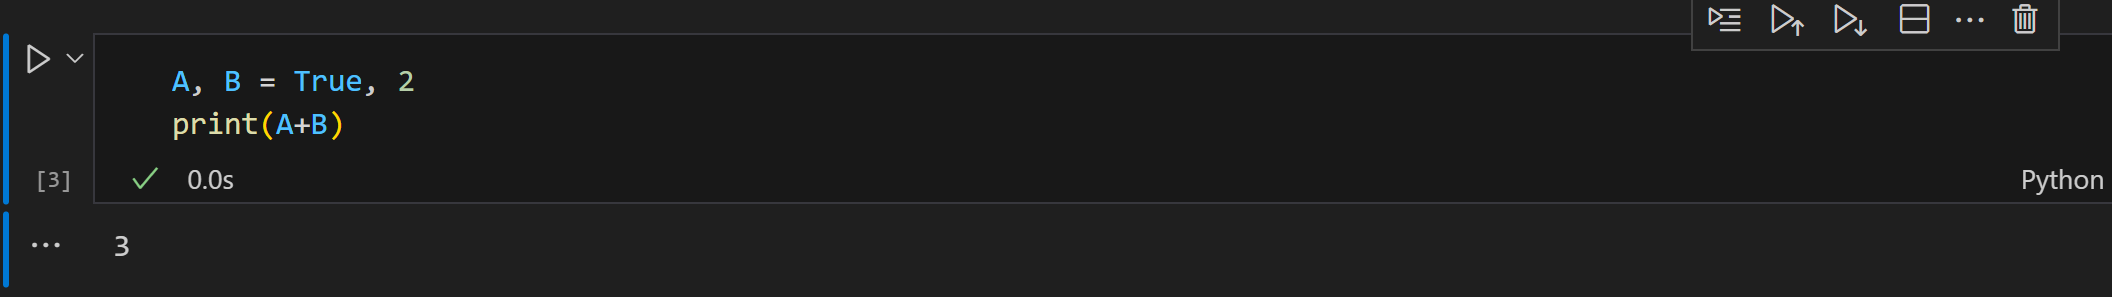 A, B = True, 2
print(A+B)
[3]
0.0s
Python
3